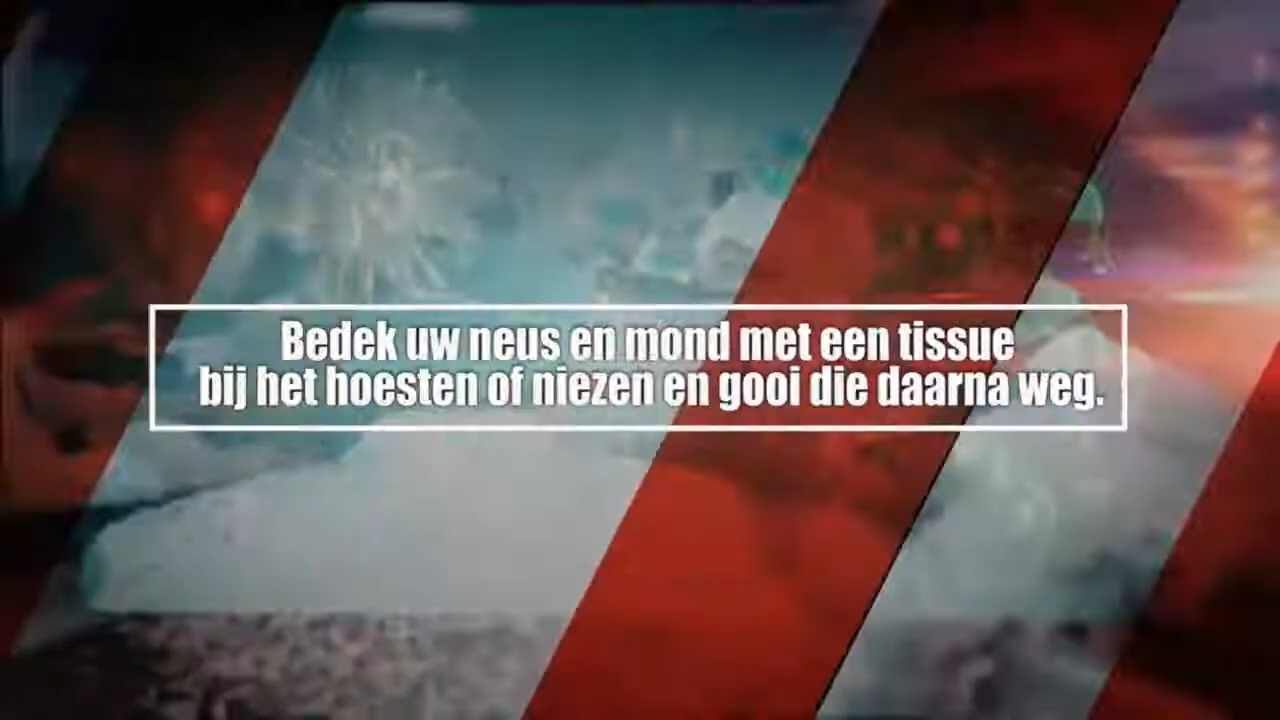 Bedek uw neus en mond met een tissue
bij het hoesten of niezen en gooi die daarna weg.